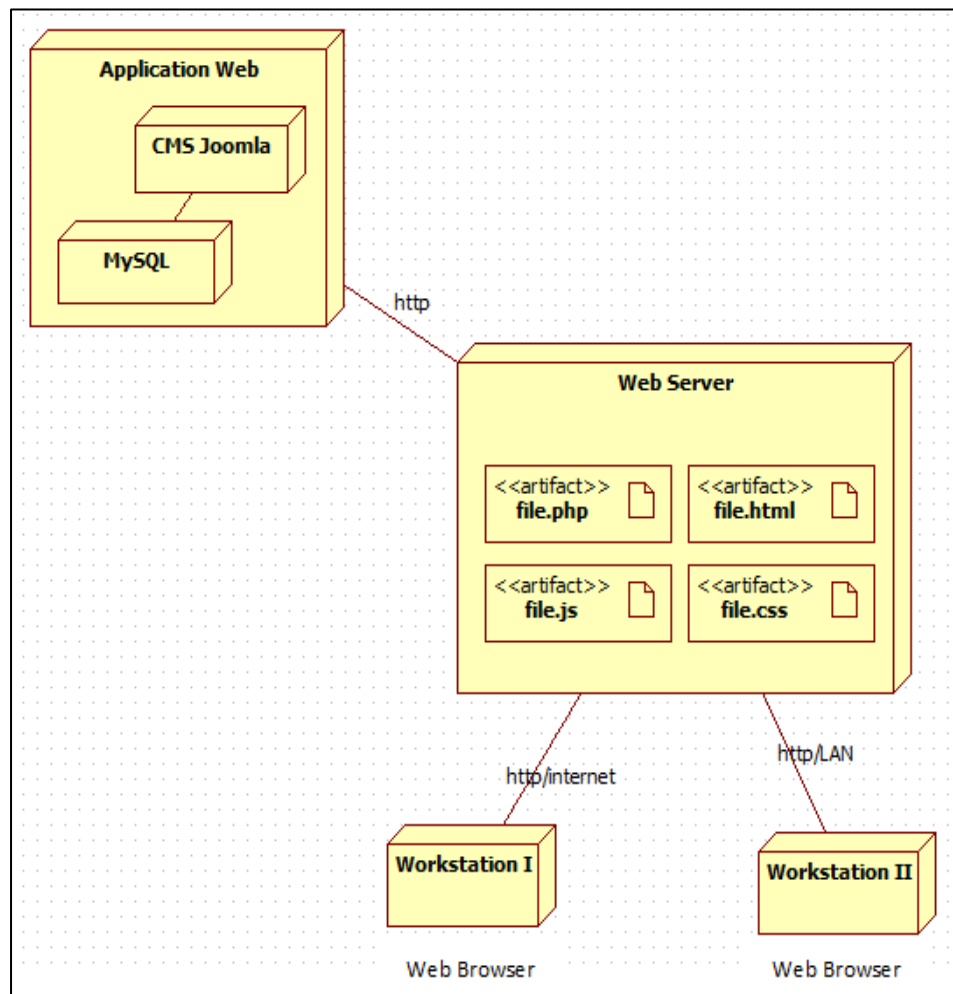 Application Web
CMS Joomla
MySQL
http
Web Server
<<artifact>>
file.php
<<artifact>>
file.html
<<artifact>>
file.js
<<artifact>>
file.css
http/internet
http/LAN
Workstation I
Workstation II
Web Browser
Web Browser